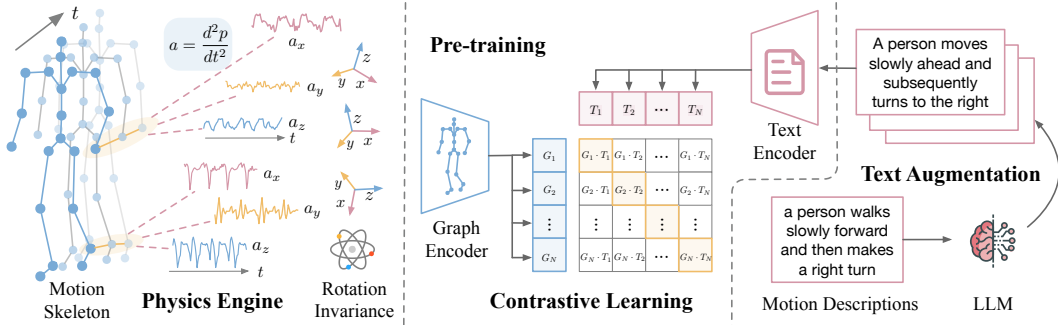 t
a = d²p / dt²
a_x
a_y
a_z
t
a_x
a_y
a_z
t
z
y
x
z
y
x
y
z
x
Motion
Skeleton
Physics Engine
Rotation
Invariance
Pre-training
Graph
Encoder
T_1 T_2 ··· T_N
G_1 G_1 · T_1 G_1 · T_2 ··· G_1 · T_N
G_2 G_2 · T_1 G_2 · T_2 ··· G_2 · T_N
⋮ ⋮ ⋮ ⋮ ⋮
G_N G_N · T_1 G_N · T_2 ··· G_N · T_N
Contrastive Learning
Text
Encoder
A person moves
slowly ahead and
subsequently
turns to the right
Text Augmentation
a person walks
slowly forward
and then makes
a right turn
Motion Descriptions
LLM